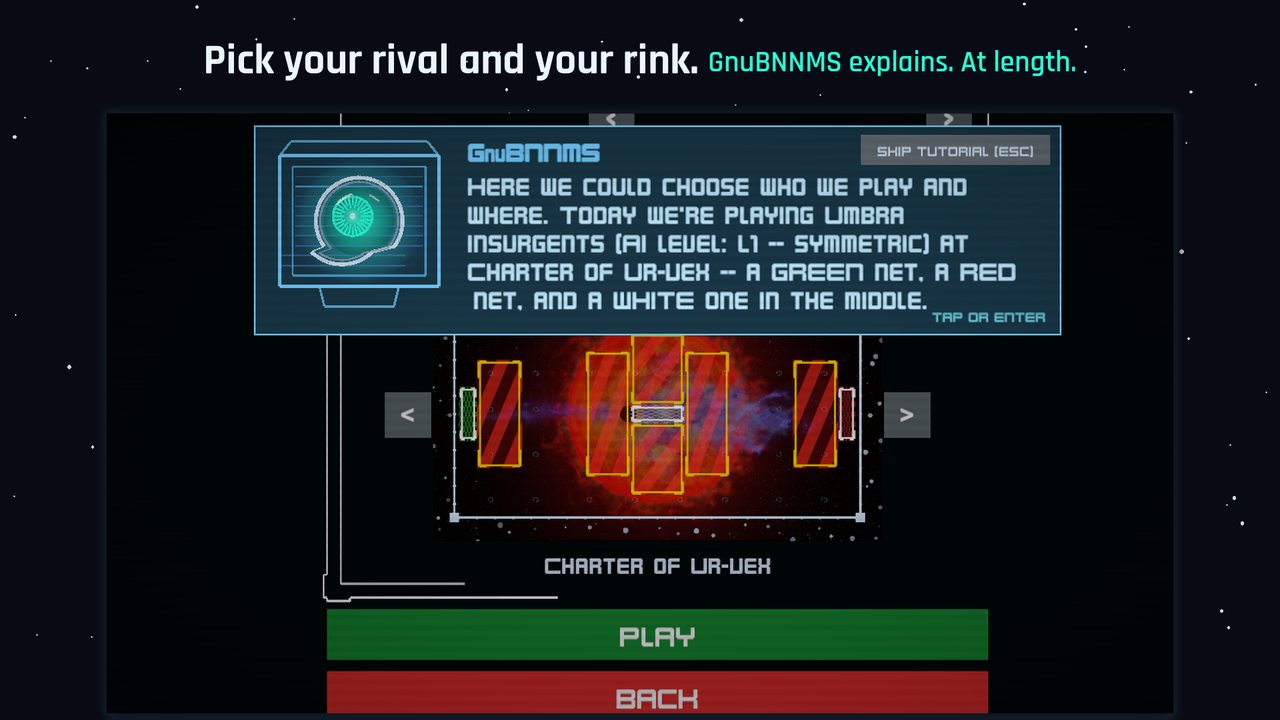 Pick your rival and your rink. GnuBNNMS explains. At length.
< >
GnuBNNMS
SKIP TUTORIAL [ESC]
HERE WE COULD CHOOSE WHO WE PLAY AND
WHERE. TODAY WE'RE PLAYING UMBRA
INSURGENTS (AI LEVEL: L1 -- SYMMETRIC) AT
CHARTER OF UR-VEX -- A GREEN NET, A RED
NET, AND A WHITE ONE IN THE MIDDLE.
TAP OR ENTER
< >
CHARTER OF UR-VEX
PLAY
BACK